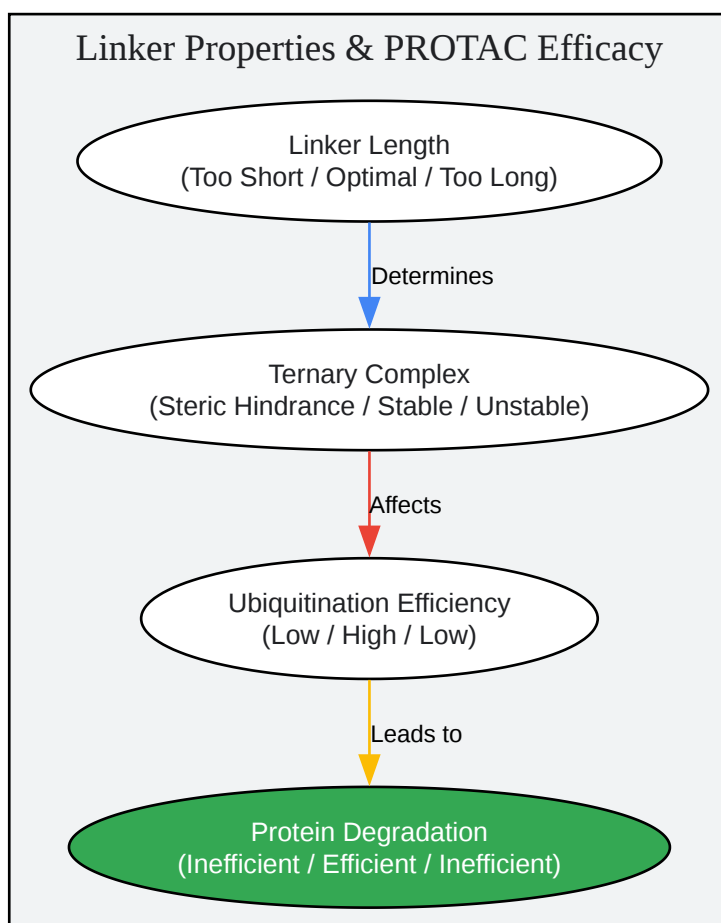 Linker Properties & PROTAC Efficacy
Linker Length
(Too Short / Optimal / Too Long)
Determines
Ternary Complex
(Steric Hindrance / Stable / Unstable)
Affects
Ubiquitination Efficiency
(Low / High / Low)
Leads to
Protein Degradation
(Inefficient / Efficient / Inefficient)